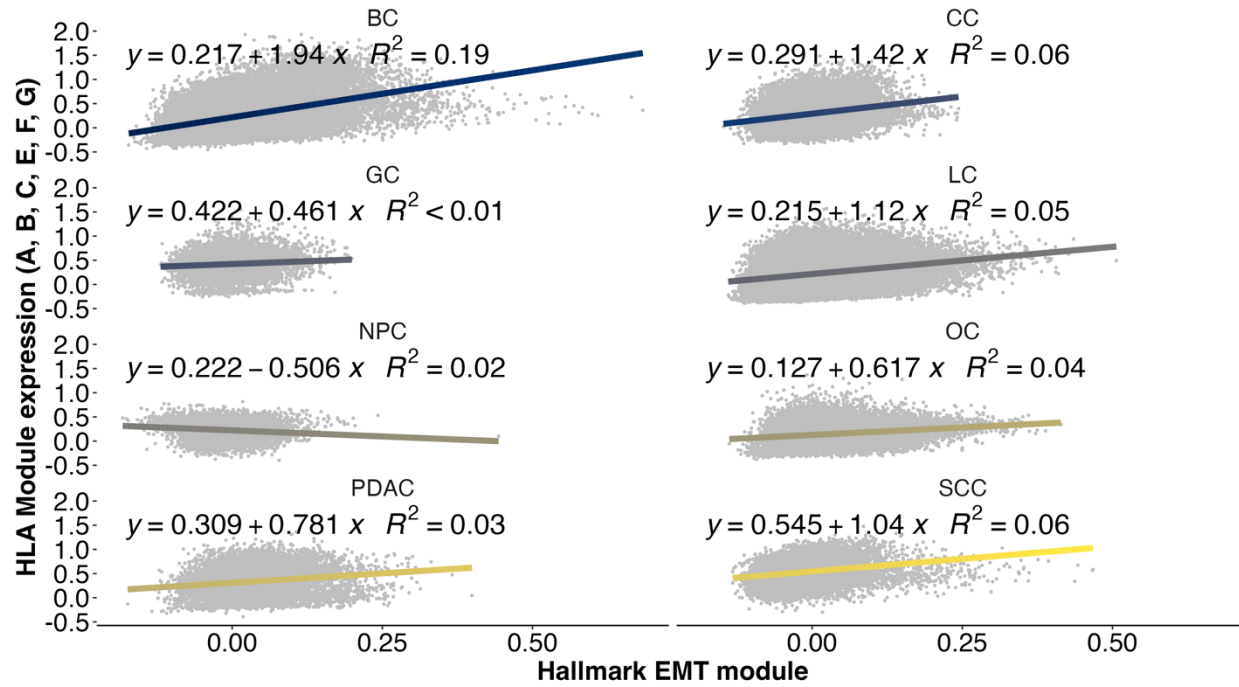 HLA Module expression (A, B, C, E, F, G)
BC
y = 0.217 + 1.94 x R² = 0.19
2.0
1.5
1.0
0.5
0.0
-0.5
CC
y = 0.291 + 1.42 x R² = 0.06
GC
y = 0.422 + 0.461 x R² < 0.01
2.0
1.5
1.0
0.5
0.0
-0.5
LC
y = 0.215 + 1.12 x R² = 0.05
NPC
y = 0.222 − 0.506 x R² = 0.02
2.0
1.5
1.0
0.5
0.0
-0.5
OC
y = 0.127 + 0.617 x R² = 0.04
PDAC
y = 0.309 + 0.781 x R² = 0.03
2.0
1.5
1.0
0.5
0.0
-0.5
SCC
y = 0.545 + 1.04 x R² = 0.06
0.00 0.25 0.50
0.00 0.25 0.50
Hallmark EMT module